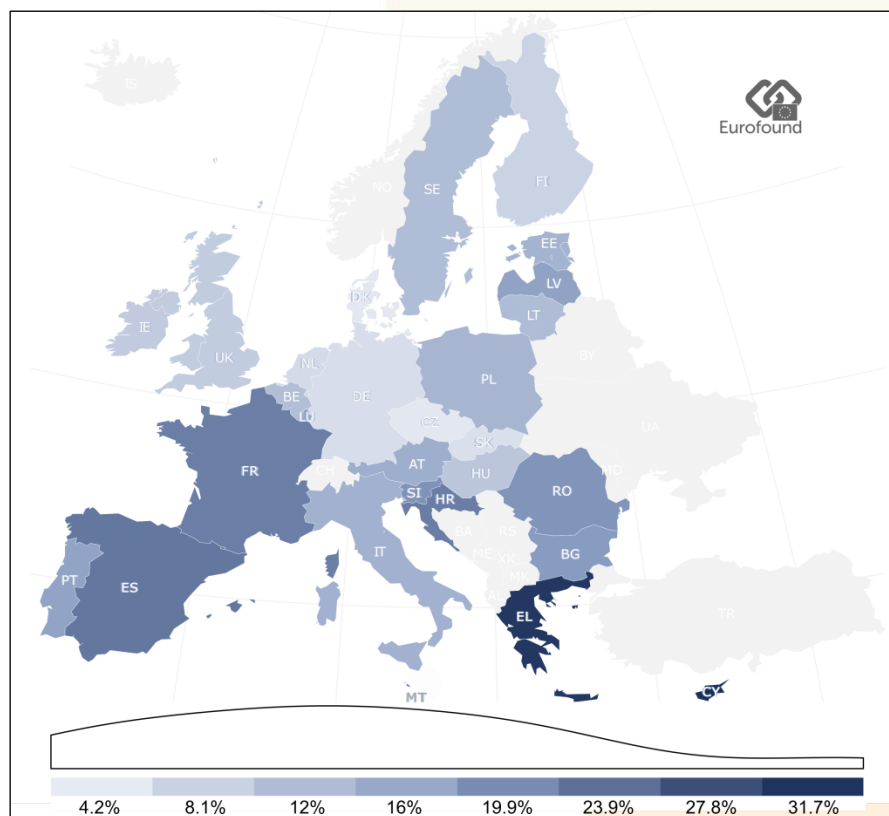 IS
Eurofound
NO
SE
FI
EE
LV
LT
DK
IE
UK
BY
NL
BE
DE
PL
LU
CZ
UA
SK
FR
CH
AT
HU
MD
SI
HR
RO
BA
RS
IT
ME
XK
BG
PT
ES
MK
AL
EL
TR
CY
MT
4.2% 8.1% 12% 16% 19.9% 23.9% 27.8% 31.7%